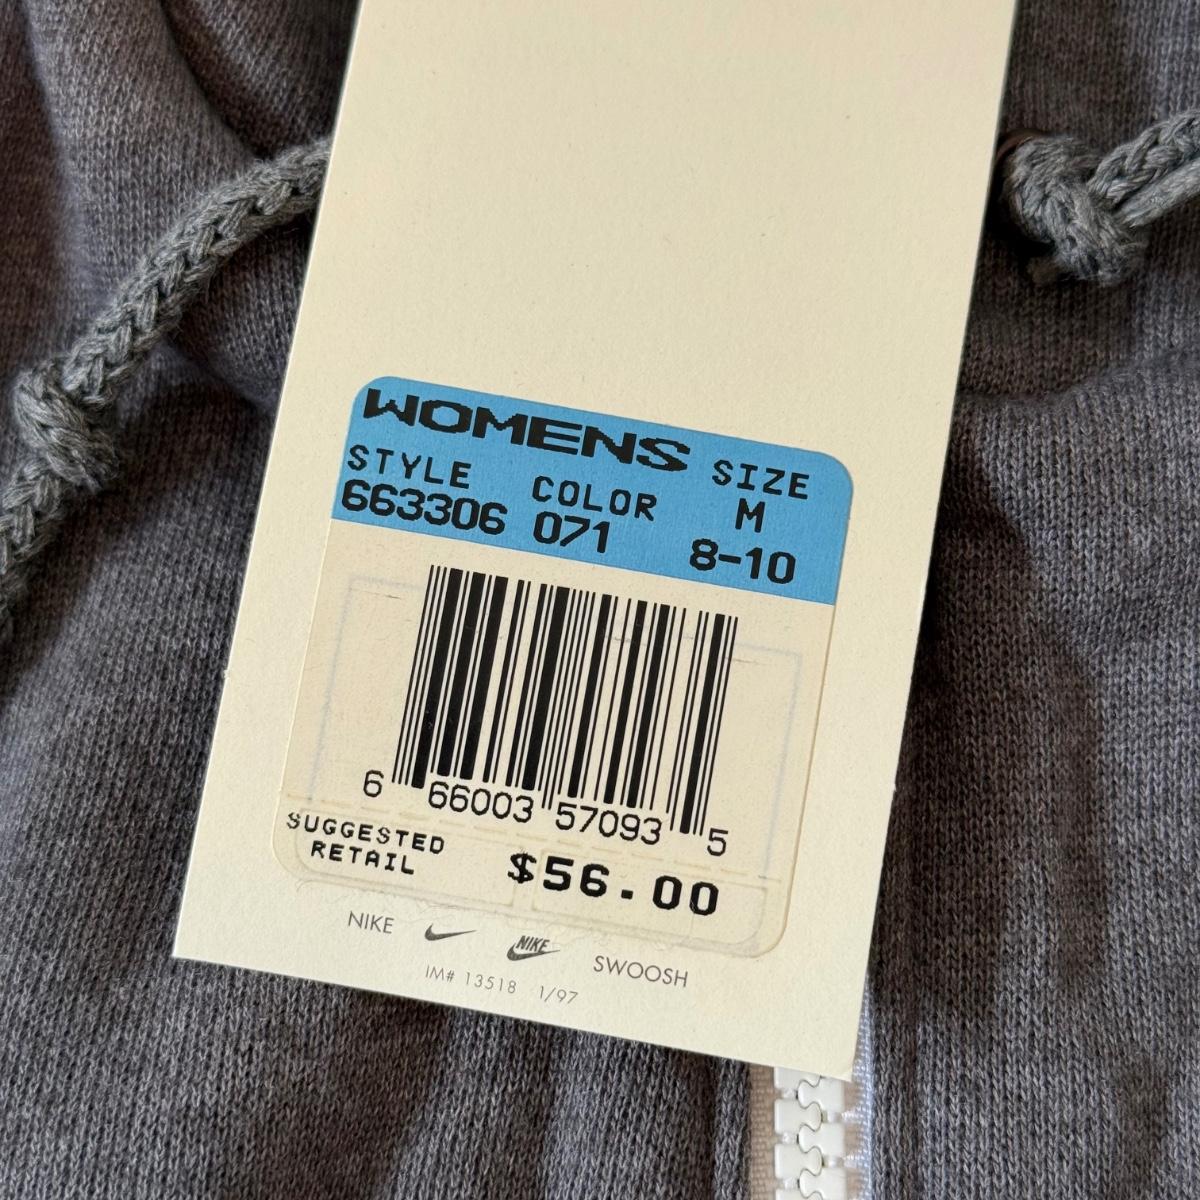 WOMENS
STYLE COLOR SIZE
663306 071 M
8-10
6 66003 57093 5
SUGGESTED
RETAIL $56.00
NIKE NIKE SWOOSH
IM# 13518 1/97